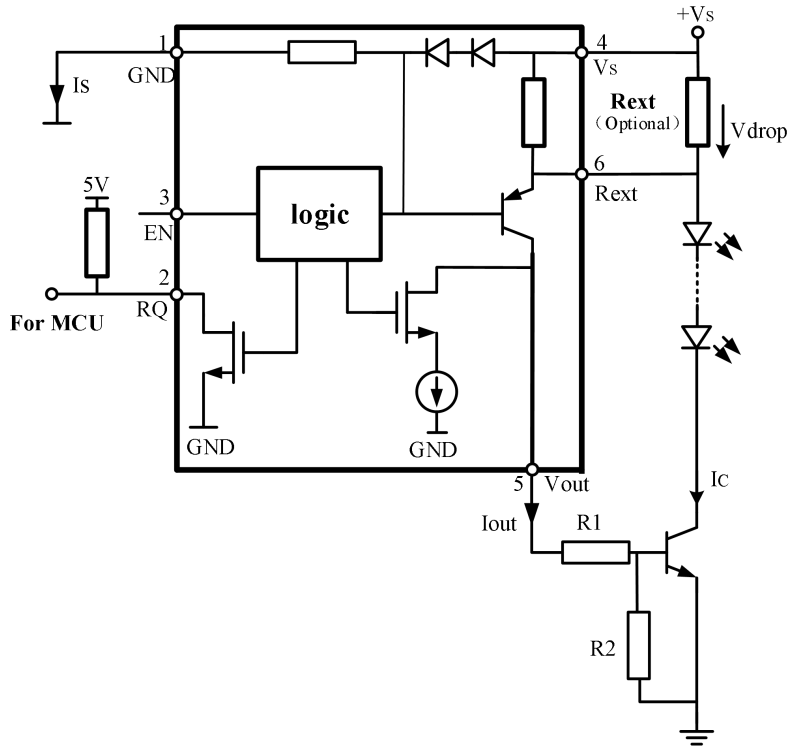 +VS
1
4
GND
VS
IS
Rext
(Optional)
Vdrop
6
Rext
5V
3
logic
EN
2
RQ
For MCU
GND
GND
5
Vout
IC
Iout
R1
R2